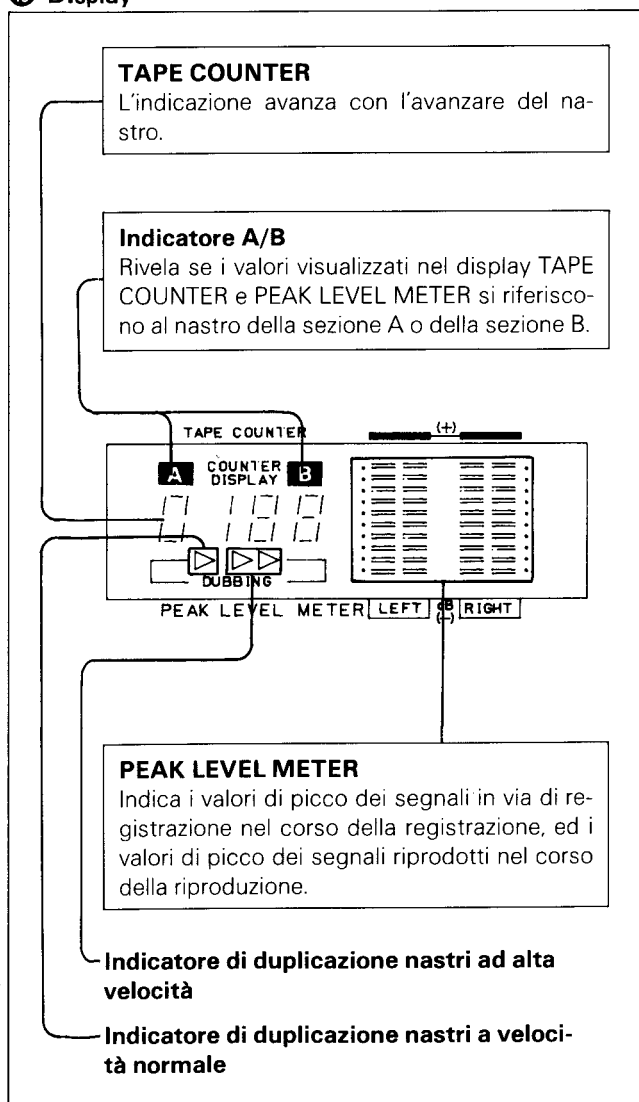 Display
TAPE COUNTER
L'indicazione avanza con l'avanzare del na-
stro.
Indicatore A/B
Rivela se i valori visualizzati nel display TAPE
COUNTER e PEAK LEVEL METER si riferisco-
no al nastro della sezione A o della sezione B.
TAPE COUNTER
(+)
A COUNTER B
DISPLAY
DUBBING
PEAK LEVEL METER LEFT dB RIGHT
(−)
PEAK LEVEL METER
Indica i valori di picco dei segnali in via di re-
gistrazione nel corso della registrazione, ed i
valori di picco dei segnali riprodotti nel corso
della riproduzione.
Indicatore di duplicazione nastri ad alta
velocità
Indicatore di duplicazione nastri a veloci-
tà normale